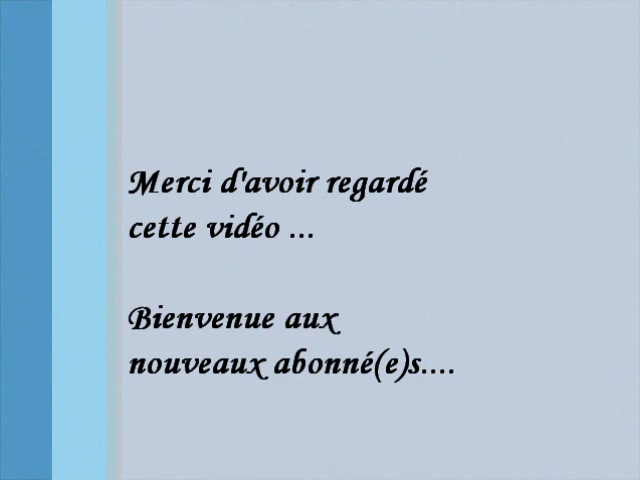 Merci d'avoir regardé
cette vidéo ...
Bienvenue aux
nouveaux abonné(e)s....